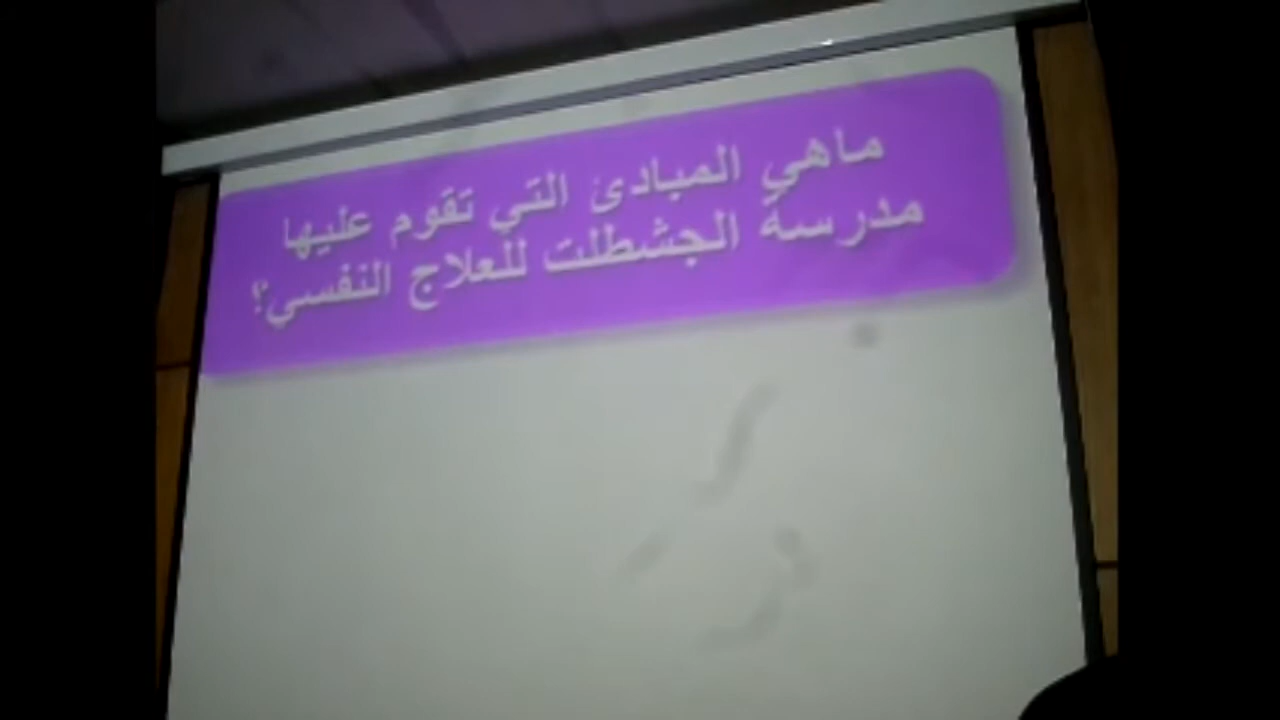 ماهي المبادئ التي تقوم عليها
مدرسة الجشطلت للعلاج النفسي؟